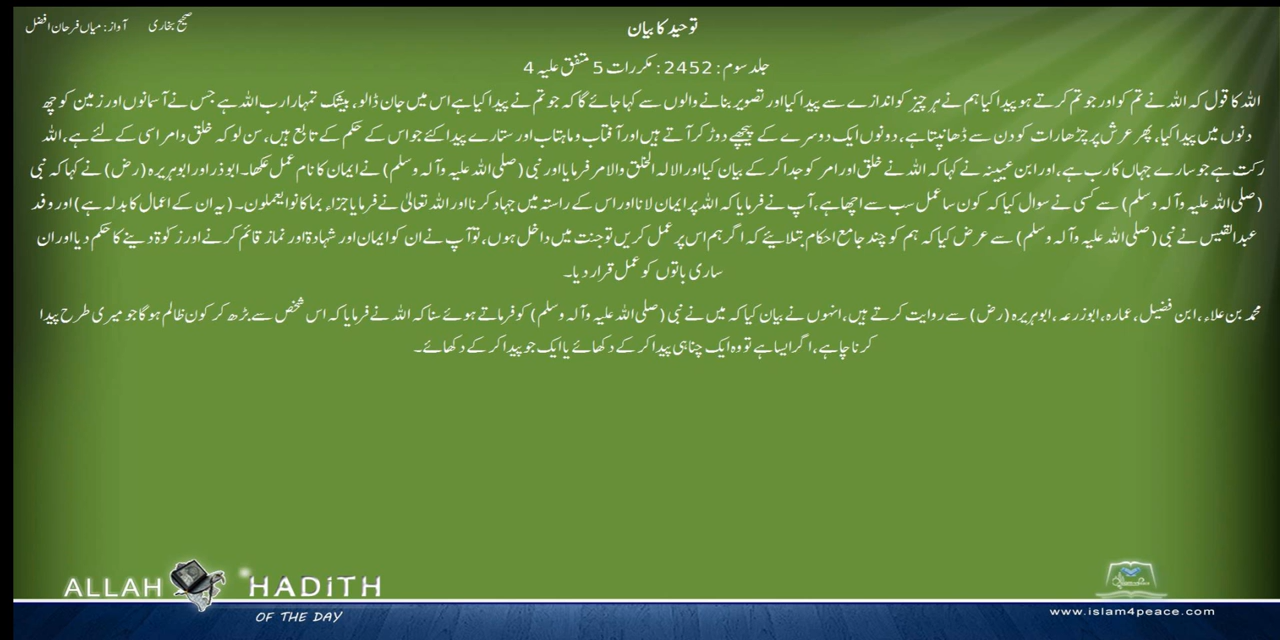 توحید کا بیان
صحیح بخاری
آواز: میاں فرحان افضل
جلد سوم : 2452 : مکررات 5 متفق علیہ 4
اللہ کا قول کہ اللہ نے تم کو اور جو تم کرتے ہو پیدا کیا ہم نے ہر چیز کو اندازے سے پیدا کیا اور تصویر بنانے والوں سے کہا جائے گا کہ جو تم نے پیدا کیا ہے اس میں جان ڈالو، بیشک تمہارا رب اللہ ہے جس نے آسمانوں اور زمین کو چھ
دنوں میں پیدا کیا، پھر عرش پر چڑھا رات کو دن سے ڈھانپتا ہے، دونوں ایک دوسرے کے پیچھے دوڑ کر آتے ہیں اور آفتاب و ماہتاب اور ستارے پیدا کئے جو اس کے حکم کے تابع ہیں، سن لو کہ خلق و امر اسی کے لئے ہے، اللہ
رکت ہے جو سارے جہاں کا رب ہے، اور ابن عیینہ نے کہا کہ اللہ نے خلق اور امر کو جدا کر کے بیان کیا اور الا لہ الخلق والامر فرمایا اور نبی (صلی اللہ علیہ وآلہ وسلم) نے ایمان کا نام عمل رکھا۔ ابوذر اور ابوہریرہ (رض) نے کہا کہ نبی
(صلی اللہ علیہ وآلہ وسلم) سے کسی نے سوال کیا کہ کون سا عمل سب سے اچھا ہے، آپ نے فرمایا کہ اللہ پر ایمان لانا اور اس کے راستہ میں جہاد کرنا اور اللہ تعالیٰ نے فرمایا جزاء بما کانوا یعملون۔ (یہ ان کے اعمال کا بدلہ ہے) اور وفد
عبدالقیس نے نبی (صلی اللہ علیہ وآلہ وسلم) سے عرض کیا کہ ہم کو چند جامع احکام بتلایئے کہ اگر ہم اس پر عمل کریں تو جنت میں داخل ہوں، تو آپ نے ان کو ایمان اور شہادۃ اور نماز قائم کرنے اور زکوۃ دینے کا حکم دیا اور ان
ساری باتوں کو عمل قرار دیا۔
محمد بن علاء، ابن فضیل، عمارہ، ابوزرعہ، ابوہریرہ (رض) سے روایت کرتے ہیں، انہوں نے بیان کیا کہ میں نے نبی (صلی اللہ علیہ وآلہ وسلم) کو فرماتے ہوئے سنا کہ اللہ نے فرمایا کہ اس شخص سے بڑھ کر کون ظالم ہو گا جو میری طرح پیدا
کرنا چاہے، اگر ایسا ہے تو وہ ایک چنا ہی پیدا کر کے دکھائے یا ایک جو پیدا کر کے دکھائے۔
ALLAH HADITH
OF THE DAY
www.islam4peace.com